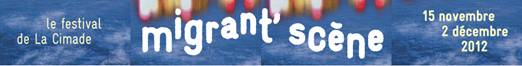 le festival
de La Cimade
migrant' scène
15 novembre
2 décembre
2012